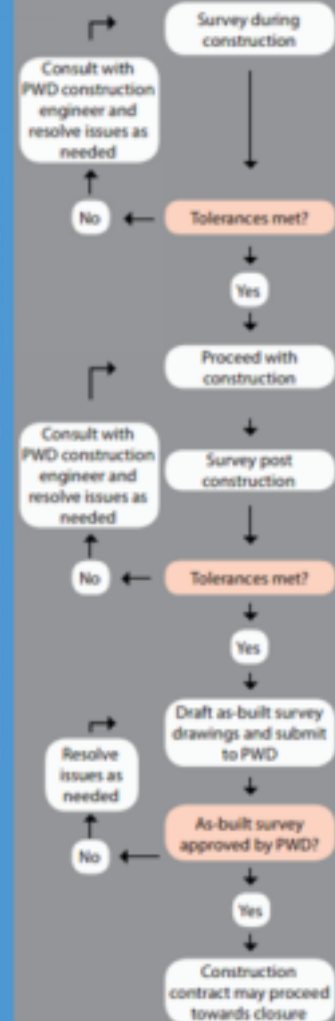 Survey during
construction
Consult with
PWD construction
engineer and
resolve issues as
needed
No
Tolerances met?
Yes
Proceed with
construction
Consult with
PWD construction
engineer and
resolve issues as
needed
Survey post
construction
No
Tolerances met?
Yes
Draft as-built survey
drawings and submit
to PWD
Resolve
issues as
needed
As-built survey
approved by PWD?
No
Yes
Construction
contract may proceed
towards closure